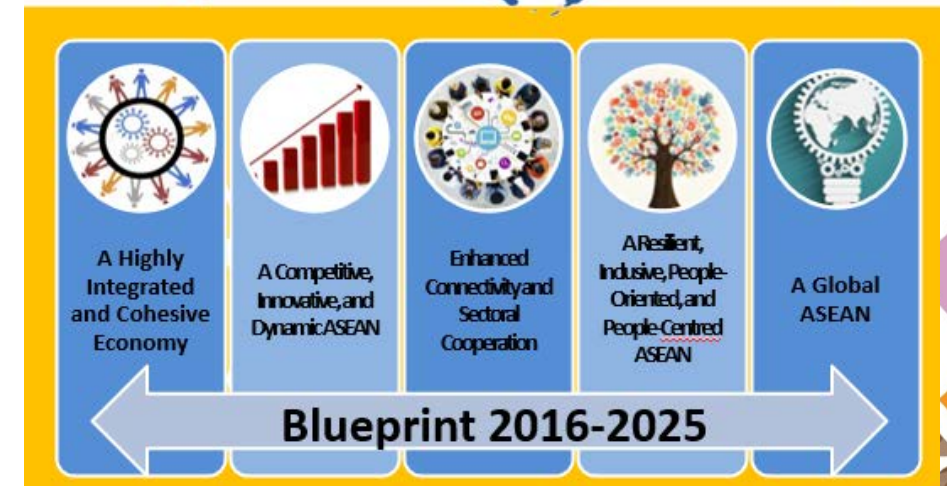 A Highly
Integrated
and Cohesive
Economy
A Competitive,
Innovative, and
Dynamic ASEAN
Enhanced
Connectivity and
Sectoral
Cooperation
A Resilient,
Inclusive, People-
Oriented, and
People-Centred
ASEAN
A Global
ASEAN
Blueprint 2016-2025